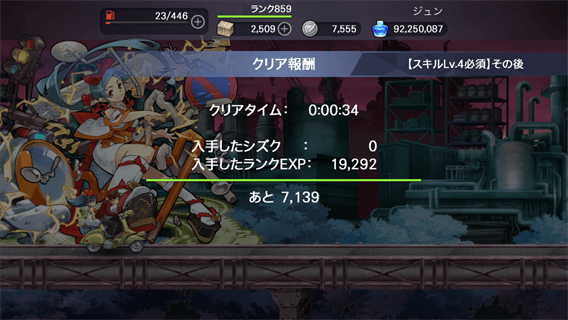 ランク859
23/446
2,509
7,555
ジュン
92,250,087
クリア報酬
【スキルLv.4必須】その後
クリアタイム： 0:00:34
入手したシズク ： 0
入手したランクEXP： 19,292
あと 7,139